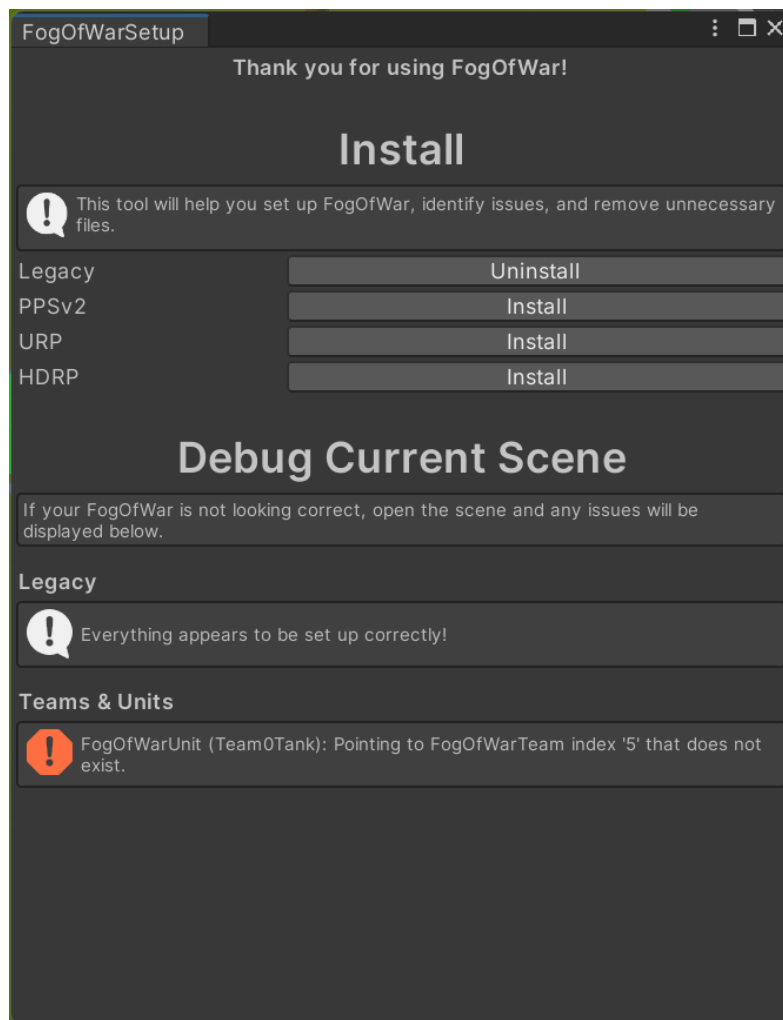 FogOfWarSetup
Thank you for using FogOfWar!
Install
This tool will help you set up FogOfWar, identify issues, and remove unnecessary
files.
Legacy Uninstall
PPSv2 Install
URP Install
HDRP Install
Debug Current Scene
If your FogOfWar is not looking correct, open the scene and any issues will be
displayed below.
Legacy
Everything appears to be set up correctly!
Teams & Units
FogOfWarUnit (Team0Tank): Pointing to FogOfWarTeam index '5' that does not
exist.